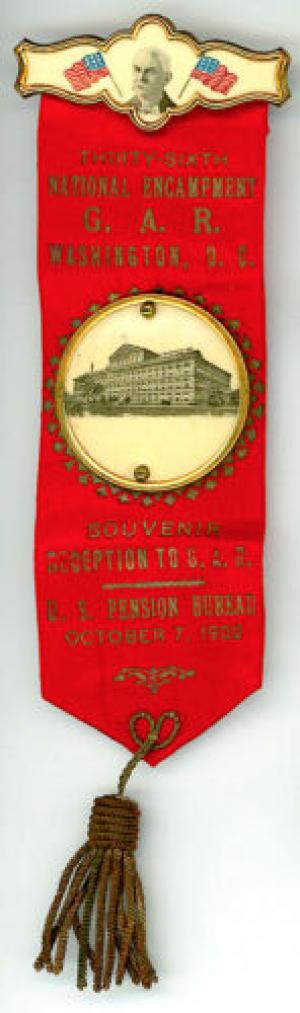 THIRTY-SIXTH
NATIONAL ENCAMPMENT
G. A. R.
WASHINGTON, D. C.
SOUVENIR
RECEPTION TO G. A. R.
U. S. PENSION BUREAU
OCTOBER 7, 1902